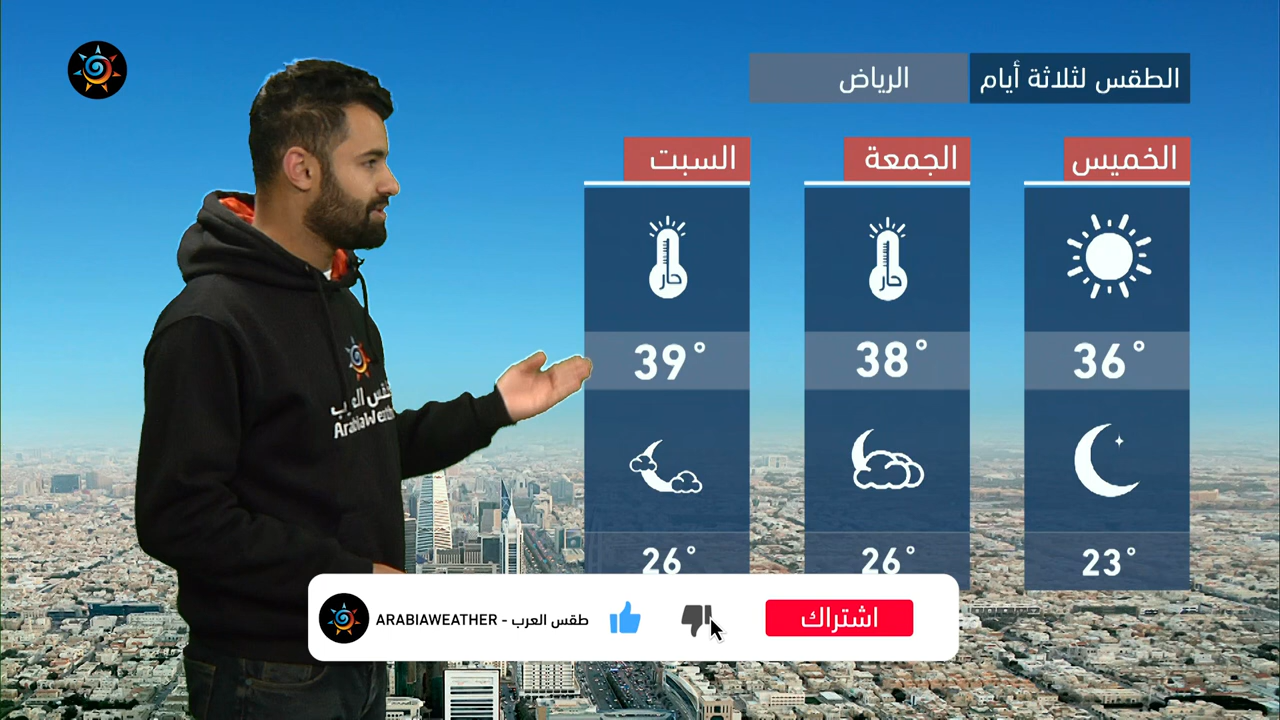 الطقس لثلاثة أيام
الرياض
الخميس
الجمعة
السبت
حار
حار
36°
38°
39°
23°
26°
26°
طقس العرب
ArabiaWeath
ARABIAWEATHER - طقس العرب
اشتراك